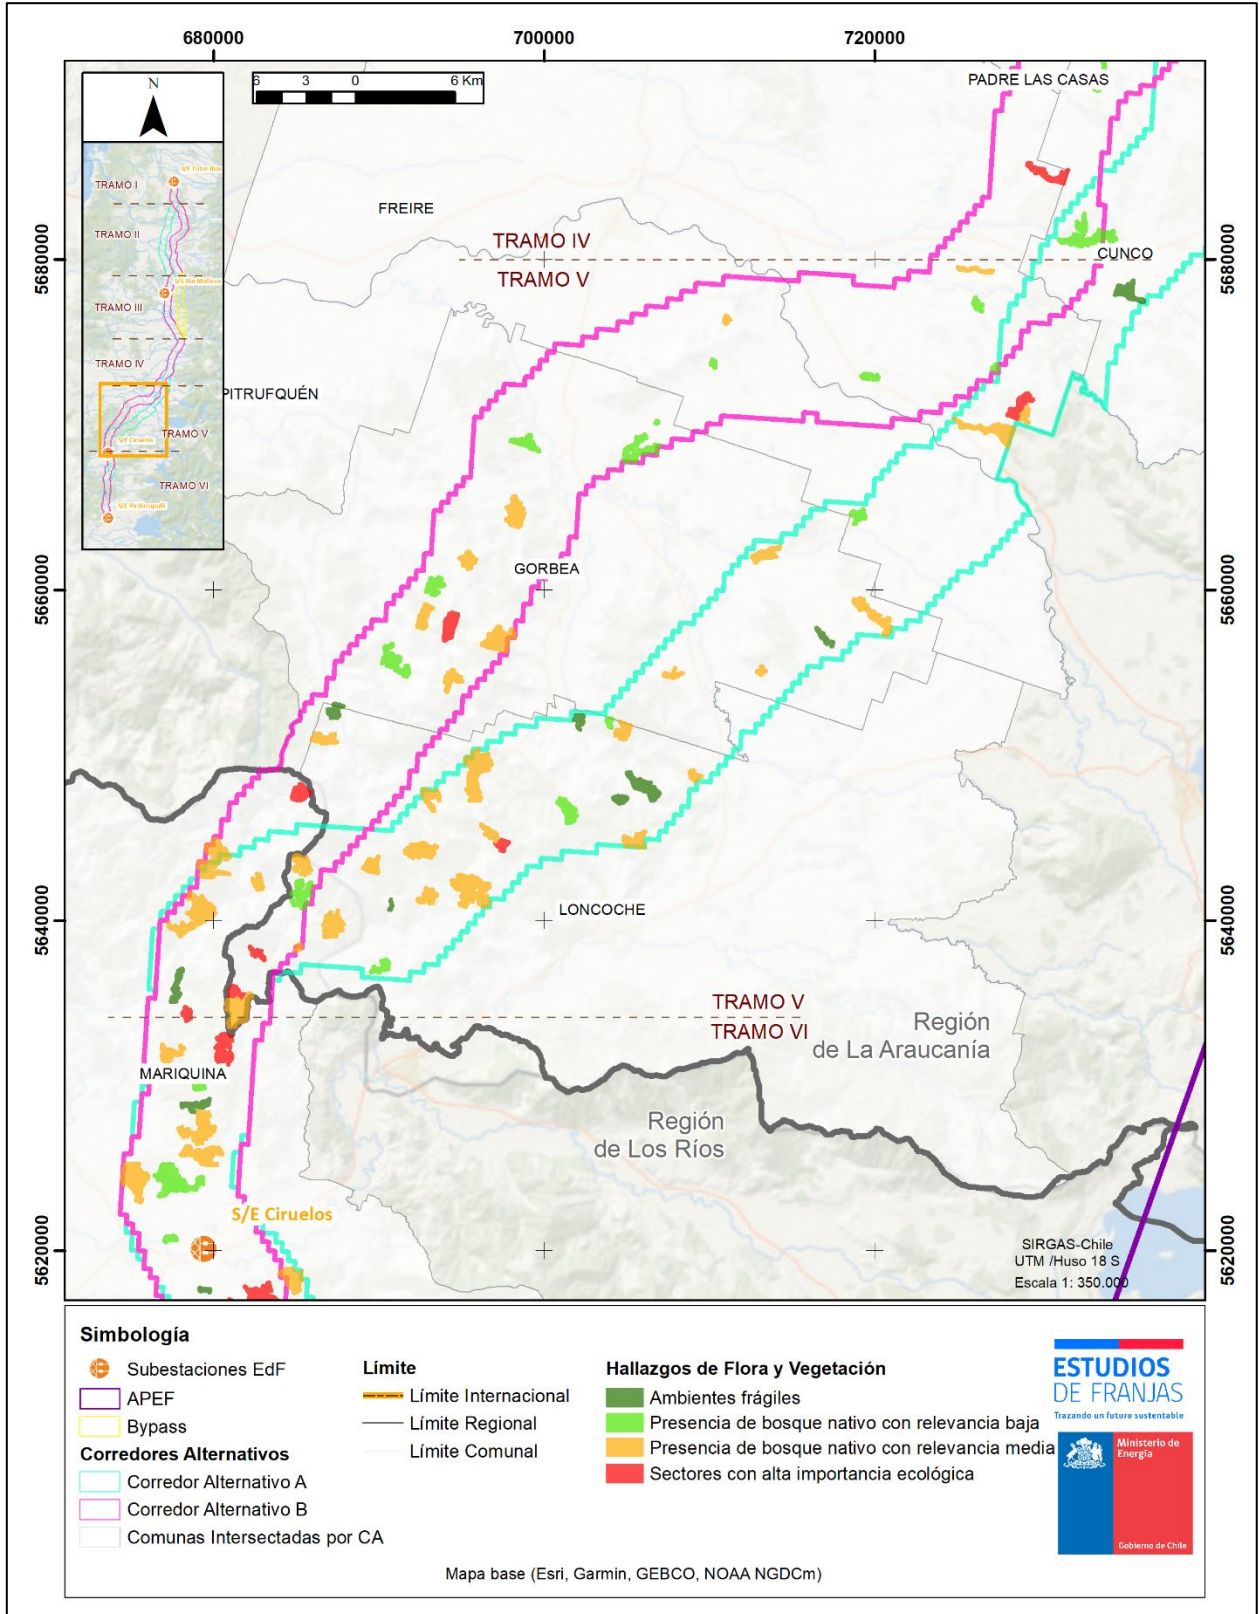 680000
700000
720000
N
6 3 0 6 Km
PADRE LAS CASAS
TRAMO I
TRAMO II
TRAMO III
TRAMO IV
S/E Ciruelos
TRAMO V
TRAMO VI
FREIRE
TRAMO IV
TRAMO V
CUNCO
5680000
5680000
PITRUFQUÉN
GORBEA
5660000
5660000
LONCOCHE
5640000
5640000
TRAMO V
TRAMO VI
Región
de La Araucanía
MARIQUINA
Región
de Los Ríos
S/E Ciruelos
5620000
5620000
SIRGAS-Chile
UTM /Huso 18 S
Escala 1: 350.000
Simbología
Subestaciones EdF
APEF
Bypass
Corredores Alternativos
Corredor Alternativo A
Corredor Alternativo B
Comunas Intersectadas por CA
Límite
Límite Internacional
Límite Regional
Límite Comunal
Hallazgos de Flora y Vegetación
Ambientes frágiles
Presencia de bosque nativo con relevancia baja
Presencia de bosque nativo con relevancia media
Sectores con alta importancia ecológica
ESTUDIOS
DE FRANJAS
Trazando un futuro sustentable
Ministerio de
Energía
Gobierno de Chile
Mapa base (Esri, Garmin, GEBCO, NOAA NGDCm)